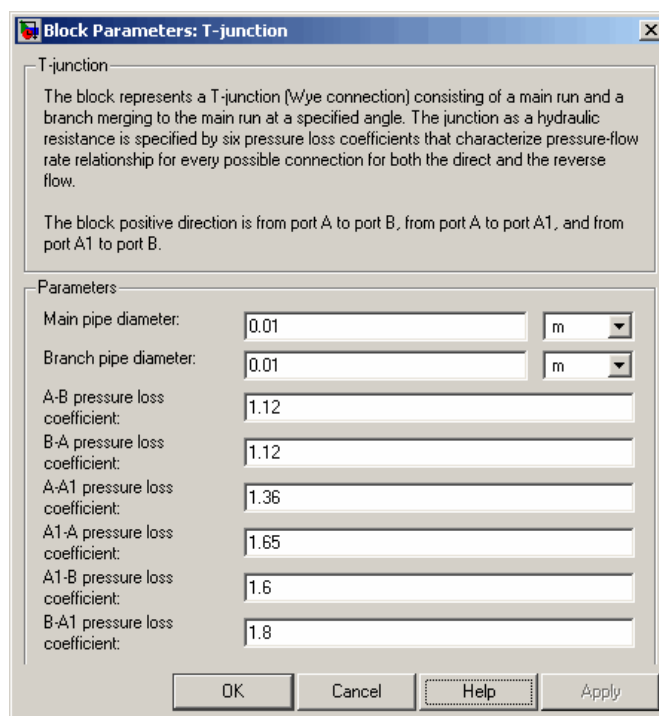 Block Parameters: T-junction
T-junction
The block represents a T-junction (Wye connection) consisting of a main run and a
branch merging to the main run at a specified angle. The junction as a hydraulic
resistance is specified by six pressure loss coefficients that characterize pressure-flow
rate relationship for every possible connection for both the direct and the reverse
flow.
The block positive direction is from port A to port B, from port A to port A1, and from
port A1 to port B.
Parameters
Main pipe diameter: 0.01 m
Branch pipe diameter: 0.01 m
A-B pressure loss
coefficient: 1.12
B-A pressure loss
coefficient: 1.12
A-A1 pressure loss
coefficient: 1.36
A1-A pressure loss
coefficient: 1.65
A1-B pressure loss
coefficient: 1.6
B-A1 pressure loss
coefficient: 1.8
OK Cancel Help Apply